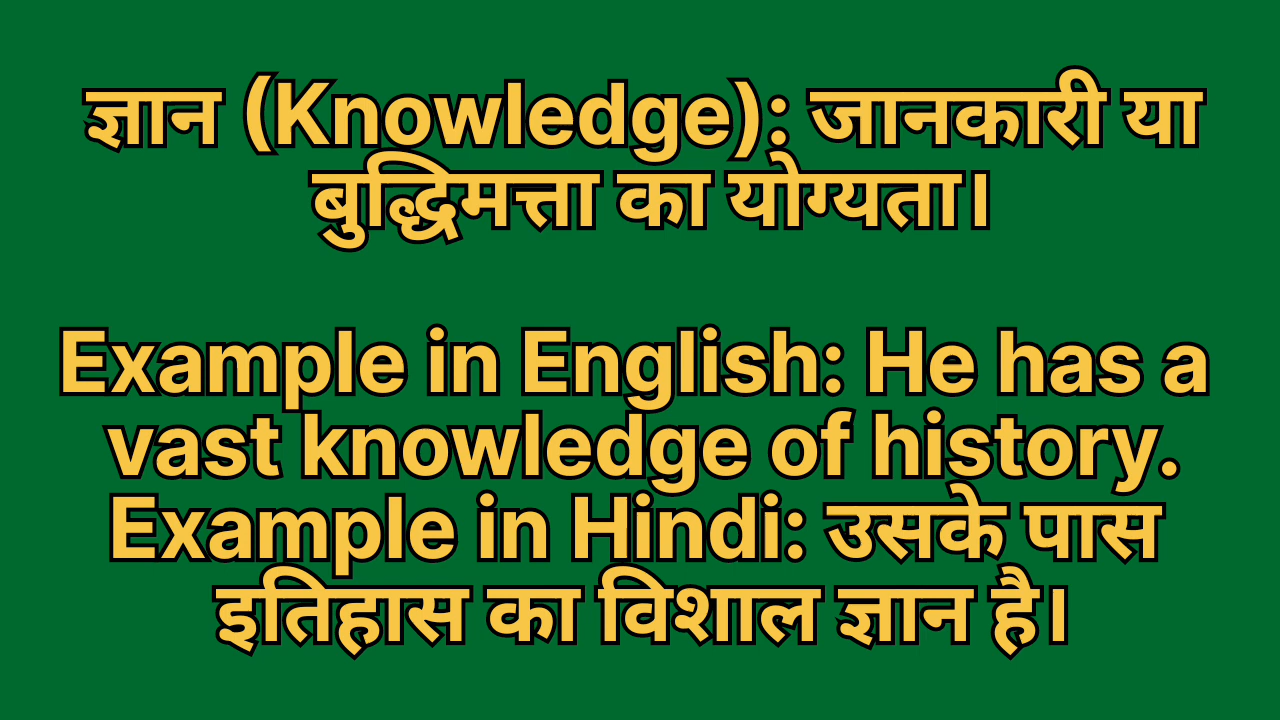 ज्ञान (Knowledge): जानकारी या
बुद्धिमत्ता का योग्यता।
Example in English: He has a
vast knowledge of history.
Example in Hindi: उसके पास
इतिहास का विशाल ज्ञान है।